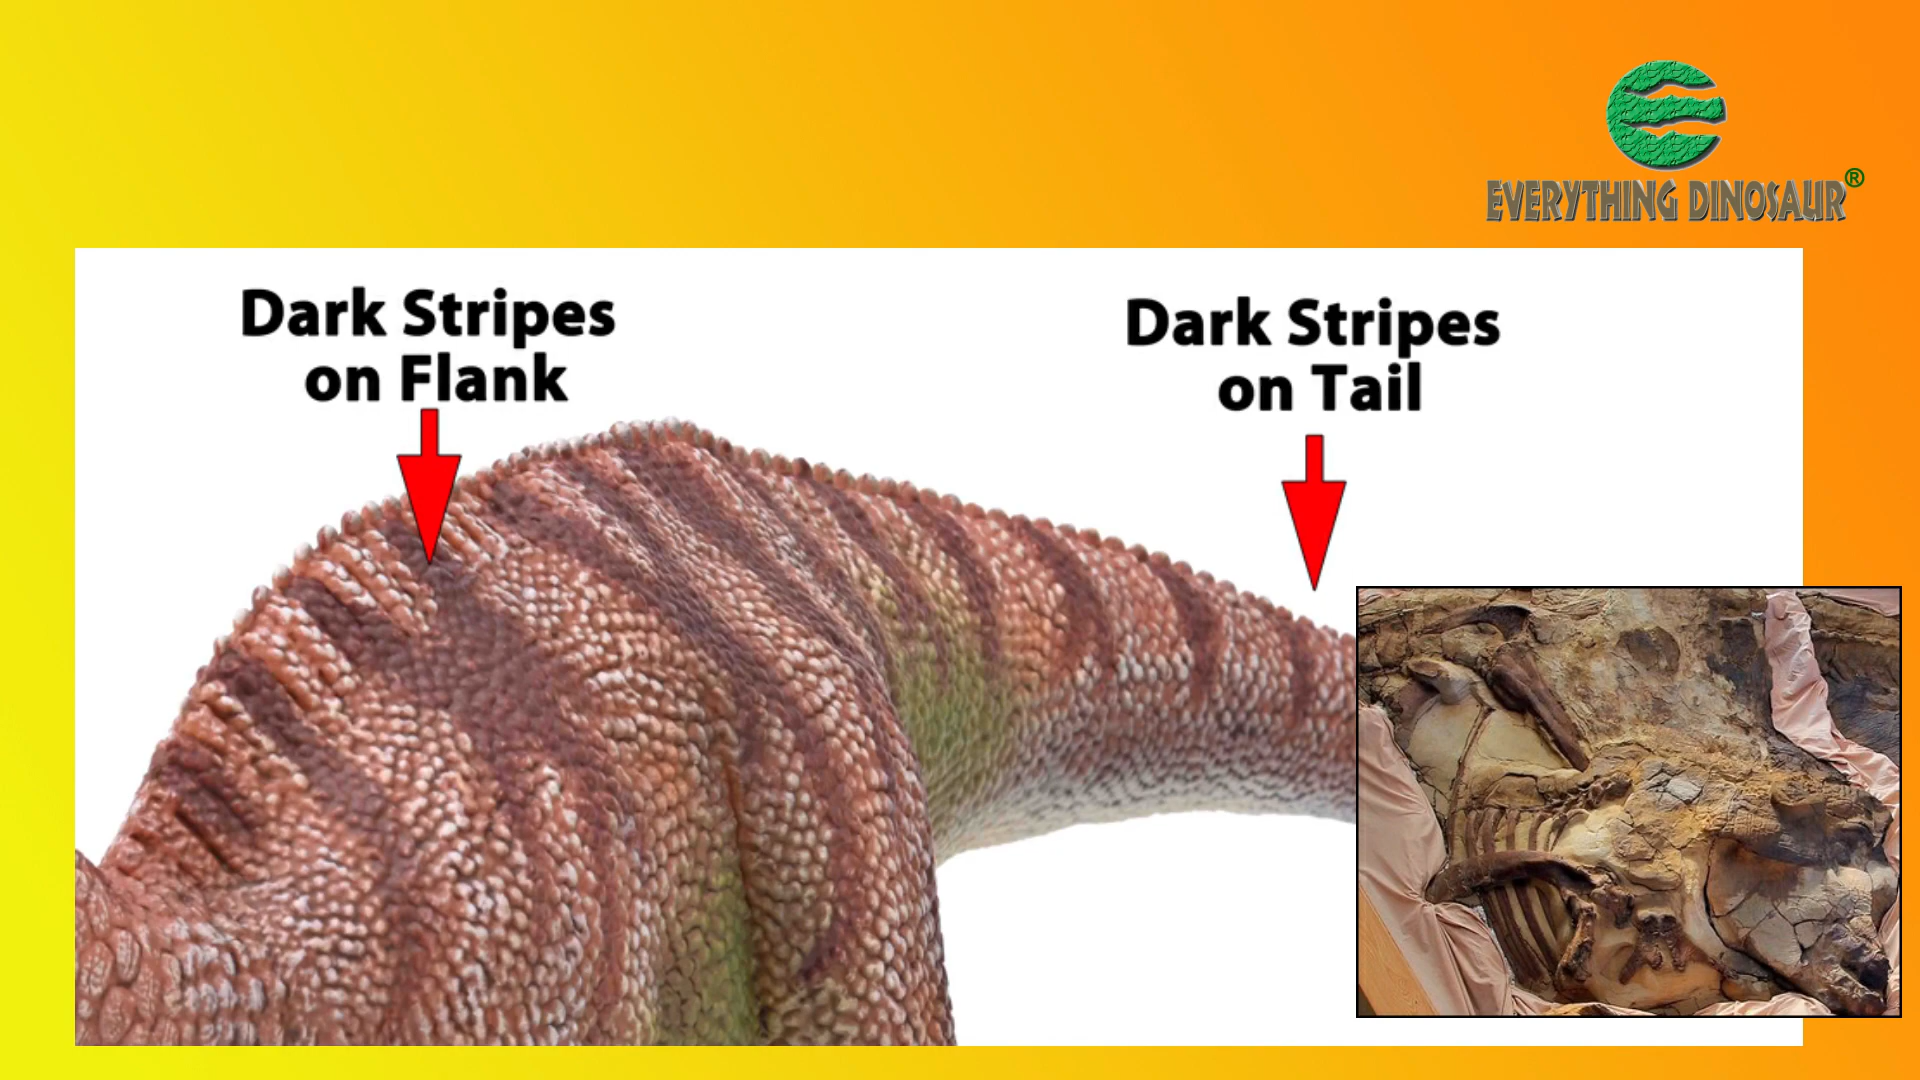 EVERYTHING DINOSAUR®
Dark Stripes
on Flank
Dark Stripes
on Tail